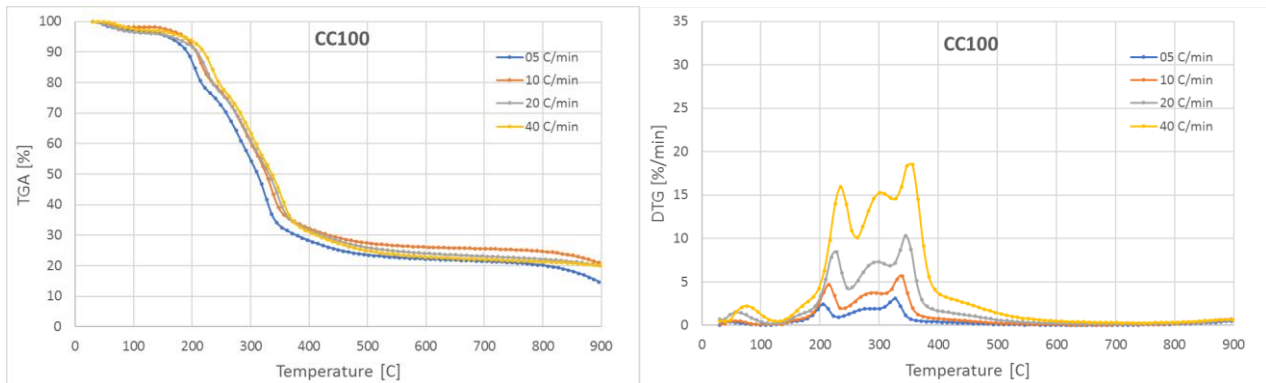 CC100
100
90
80
70
60
50
40
30
20
10
0
TGA [%]
05 C/min
10 C/min
20 C/min
40 C/min
0 100 200 300 400 500 600 700 800 900
Temperature [C]
CC100
35
30
25
20
15
10
5
0
DTG [%/min]
05 C/min
10 C/min
20 C/min
40 C/min
0 100 200 300 400 500 600 700 800 900
Temperature [C]